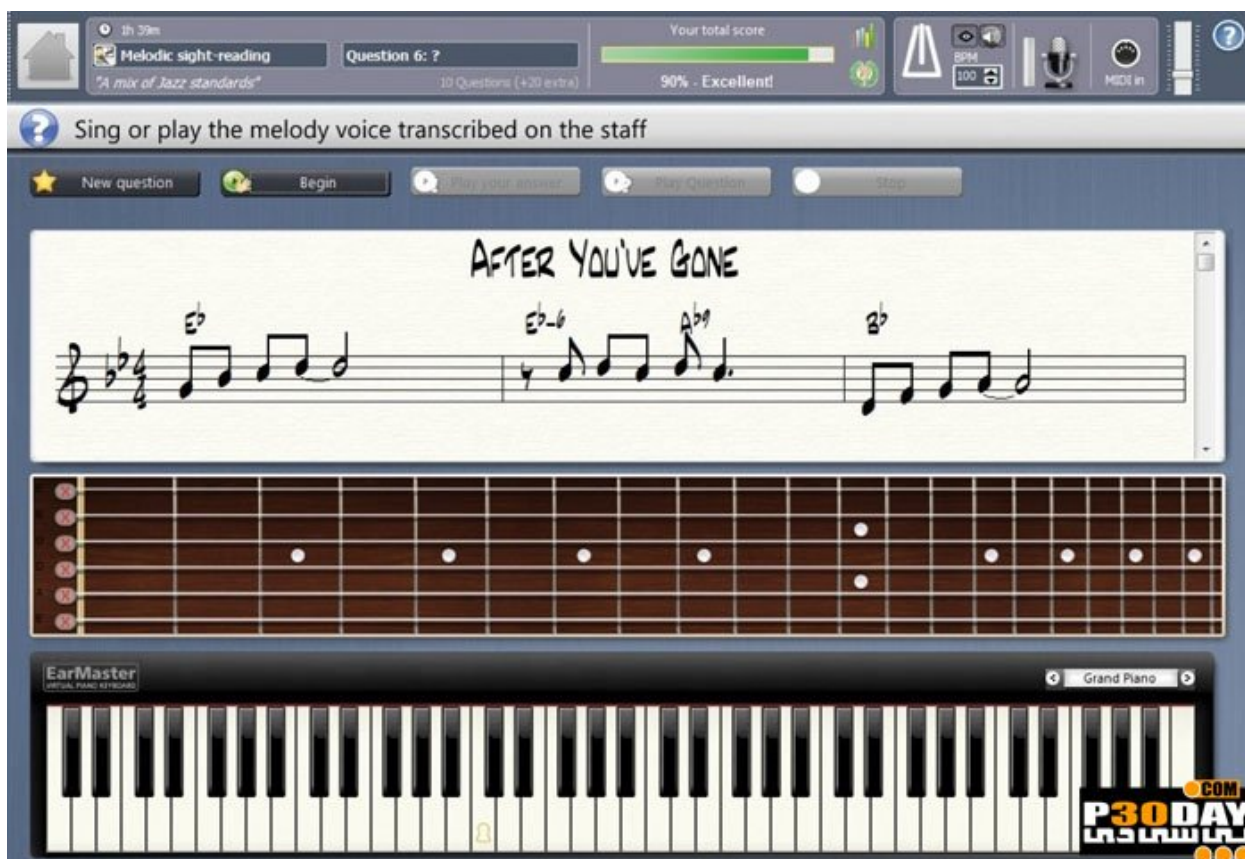 1h 39m
Melodic sight-reading
"A mix of Jazz standards"
Question 6: ?
10 Questions (+20 extra)
Your total score
90% - Excellent!
BPM
100
MIDI in
?
? Sing or play the melody voice transcribed on the staff
New question
Begin
Play your answer
Play Question
Stop
AFTER YOU'VE GONE
E♭ E♭-6 A♭9 B♭
4
4
EarMaster
VIRTUAL PIANO KEYBOARD
Grand Piano
.COM
P30DAY